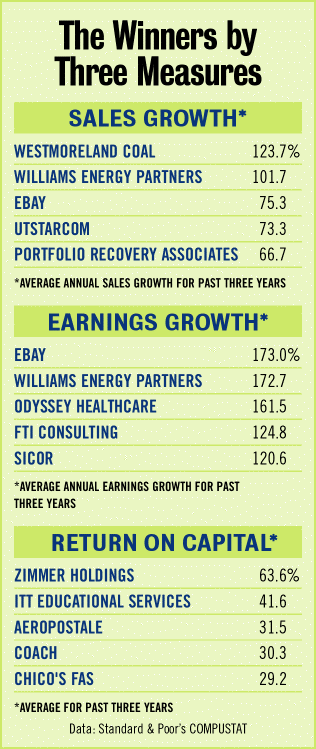 The Winners by
Three Measures
SALES GROWTH*
WESTMORELAND COAL 123.7%
WILLIAMS ENERGY PARTNERS 101.7
EBAY 75.3
UTSTARCOM 73.3
PORTFOLIO RECOVERY ASSOCIATES 66.7
*AVERAGE ANNUAL SALES GROWTH FOR PAST THREE YEARS
EARNINGS GROWTH*
EBAY 173.0%
WILLIAMS ENERGY PARTNERS 172.7
ODYSSEY HEALTHCARE 161.5
FTI CONSULTING 124.8
SICOR 120.6
*AVERAGE ANNUAL EARNINGS GROWTH FOR PAST
THREE YEARS
RETURN ON CAPITAL*
ZIMMER HOLDINGS 63.6%
ITT EDUCATIONAL SERVICES 41.6
AEROPOSTALE 31.5
COACH 30.3
CHICO'S FAS 29.2
*AVERAGE FOR PAST THREE YEARS
Data: Standard & Poor's COMPUSTAT